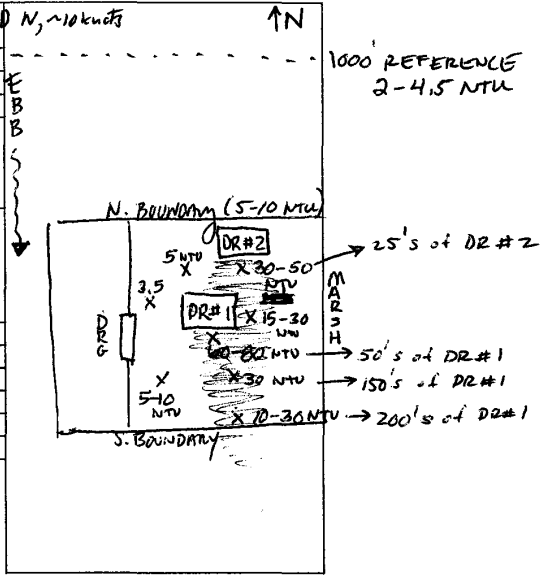 N, ~10 knots
↑N
1000' REFERENCE
2-4.5 NTU
EBB
N. BOUNDARY (5-10 NTU)
DR#2
5 NTU
X
X 30-50
NTU
→ 25's of DR #2
3.5
X
DR#1
X 15-30
NTU
MARSH
DRG
X
60-80 NTU
→ 50's of DR#1
X 30 NTU
→ 150's of DR#1
X
5-10
NTU
X 10-30 NTU
→ 200's of DR#1
S. BOUNDARY